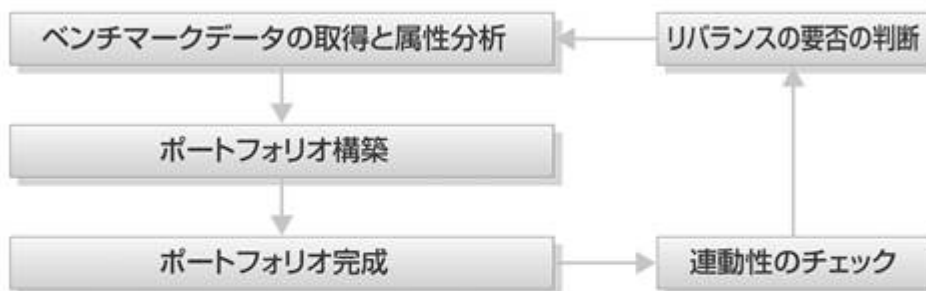 ベンチマークデータの取得と属性分析
リバランスの要否の判断
ポートフォリオ構築
ポートフォリオ完成
連動性のチェック